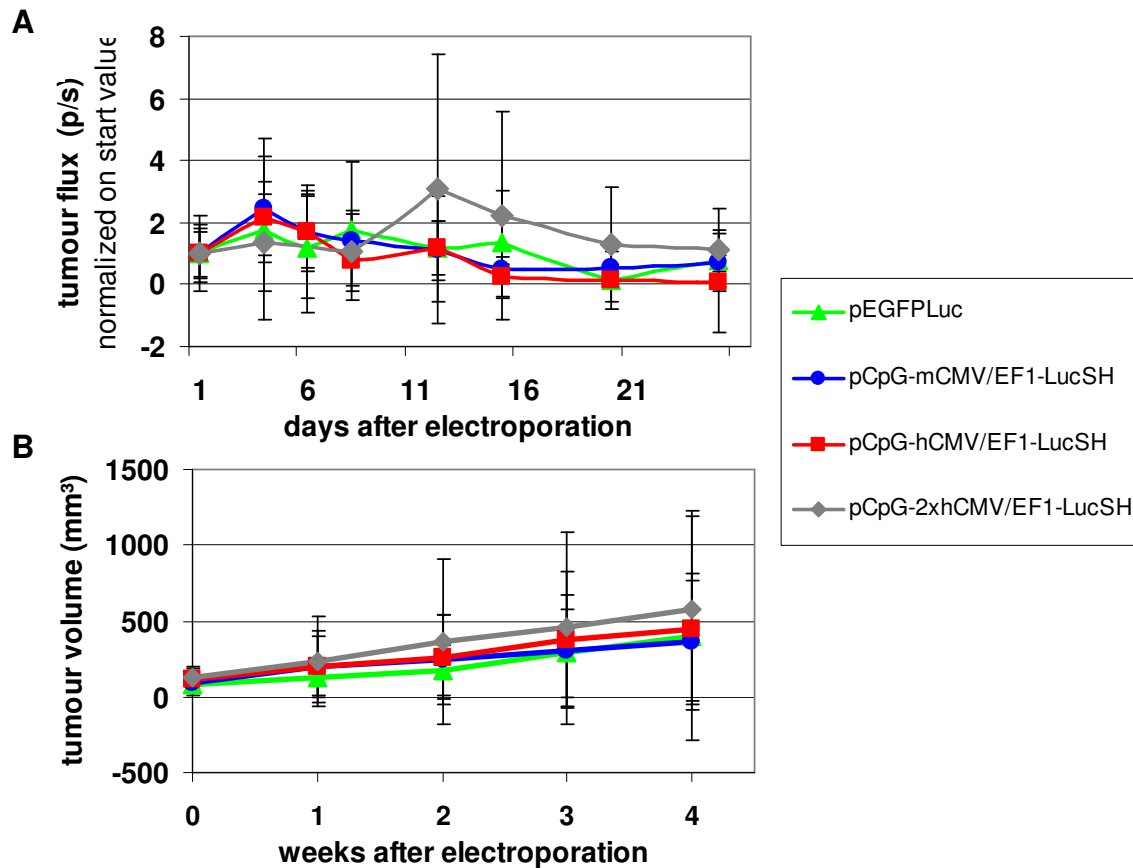 A
tumour flux (p/s)
normalized on start value
8
6
4
2
0
-2
1 6 11 16 21
days after electroporation
B
tumour volume (mm³)
1500
1000
500
0
-500
0 1 2 3 4
weeks after electroporation
pEGFPLuc
pCpG-mCMV/EF1-LucSH
pCpG-hCMV/EF1-LucSH
pCpG-2xhCMV/EF1-LucSH